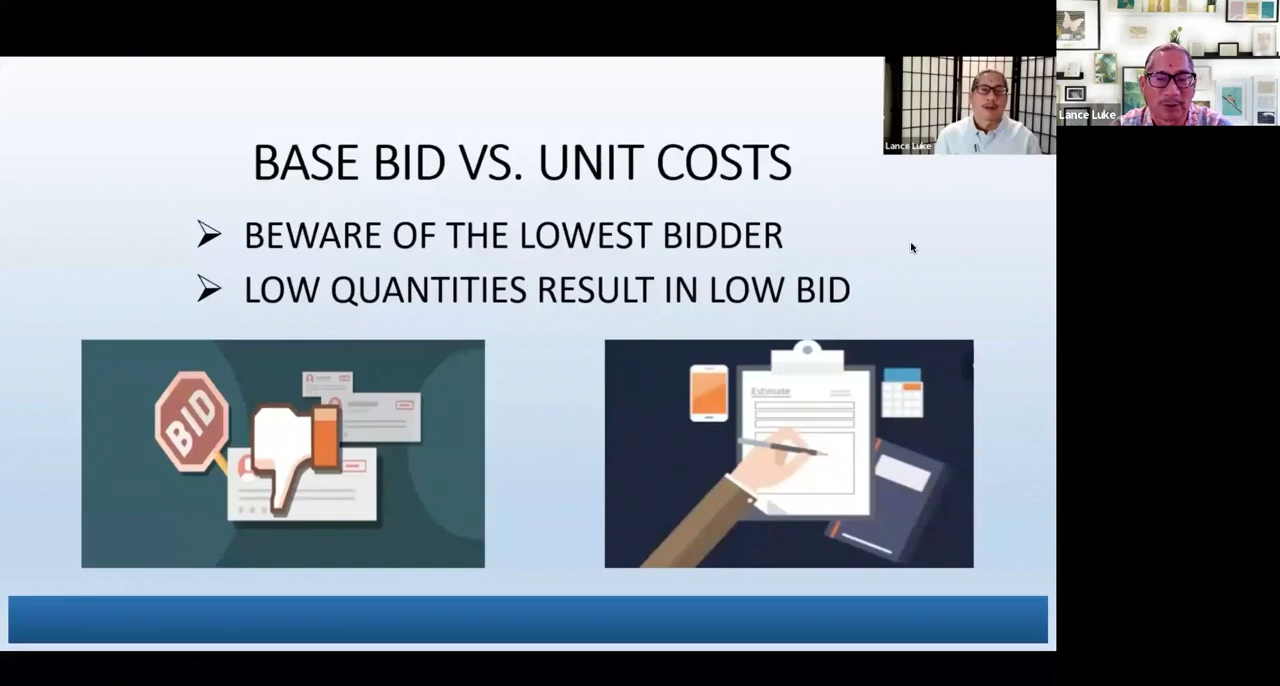 BASE BID VS. UNIT COSTS
BEWARE OF THE LOWEST BIDDER
LOW QUANTITIES RESULT IN LOW BID
BID
Estimate
Lance Luke
Lance Luke